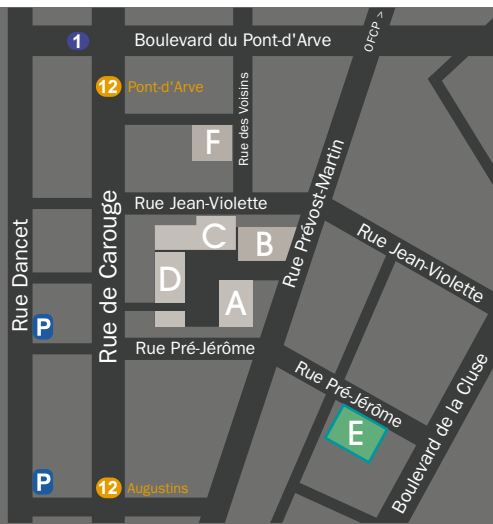 OFCP >
1
Boulevard du Pont-d'Arve
12
Pont-d'Arve
Rue des Voisins
F
Rue Jean-Violette
Rue Prévost-Martin
Rue Dancet
Rue de Carouge
C
B
Rue Jean-Violette
D
A
P
Rue Pré-Jérôme
Rue Pré-Jérôme
E
Boulevard de la Cluse
P
12
Augustins